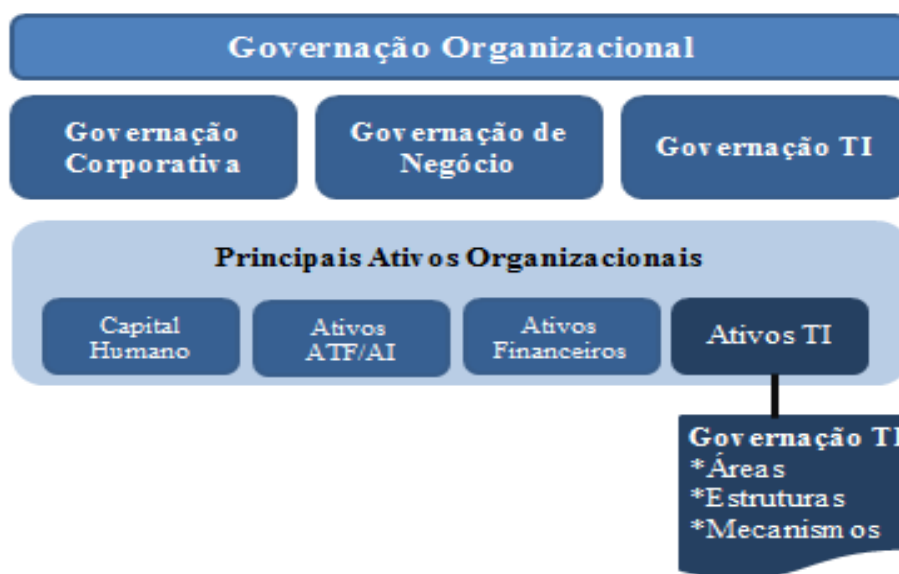 Governação Organizacional
Governação
Corporativa
Governação de
Negócio
Governação TI
Principais Ativos Organizacionais
Capital
Humano
Ativos
ATF/AI
Ativos
Financeiros
Ativos TI
Governação TI
*Áreas
*Estruturas
*Mecanismos